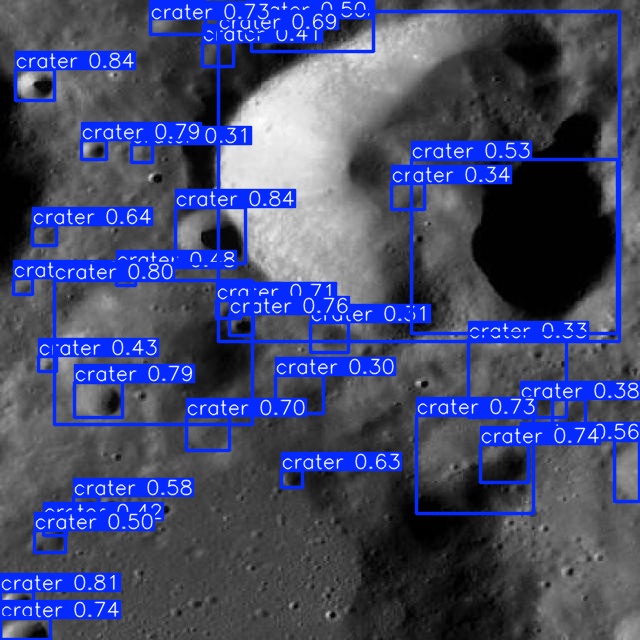 crater 0.73
0.50
crater 0.69
crater 0.41
crater 0.84
crater 0.79
0.31
crater 0.53
crater 0.34
crater 0.84
crater 0.64
0.48
crater 0.80
crater 0.71
crater 0.76
crater 0.33
crater 0.43
crater 0.30
crater 0.79
crater 0.38
crater 0.70
crater 0.73
crater 0.74
0.56
crater 0.63
crater 0.58
crater 0.50
crater 0.81
crater 0.74